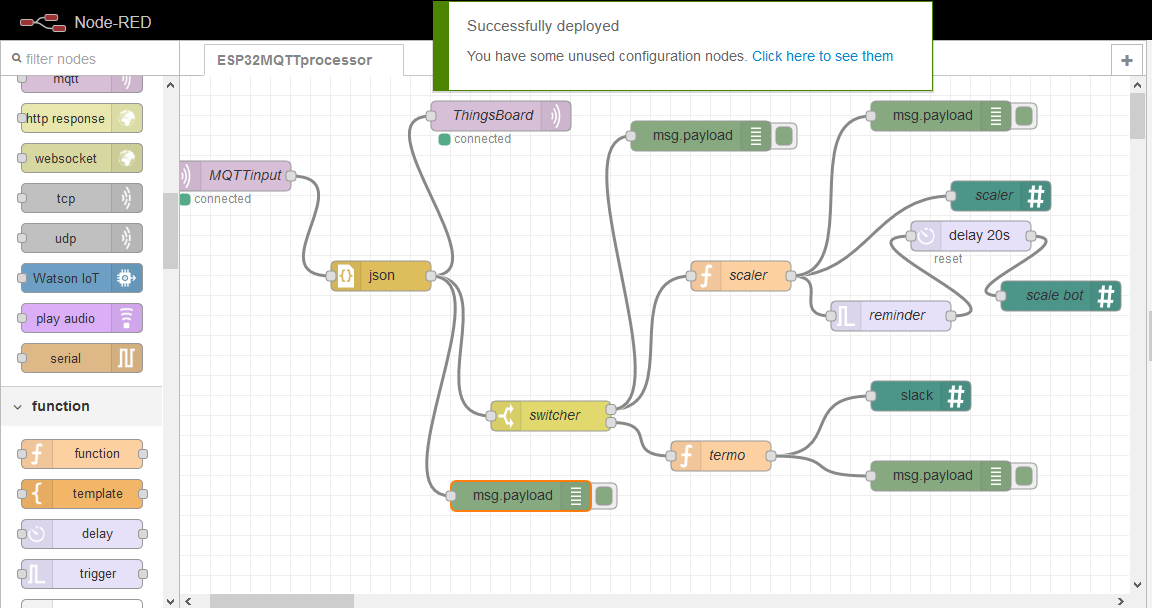 Node-RED
Successfully deployed
You have some unused configuration nodes. Click here to see them
filter nodes
ESP32MQTTprocessor
mqtt
http response
websocket
tcp
udp
Watson IoT
play audio
serial
function
function
template
delay
trigger
ThingsBoard
connected
MQTTinput
connected
json
msg.payload
msg.payload
scaler
delay 20s
reset
scaler
scale bot
reminder
switcher
slack
termo
msg.payload
msg.payload